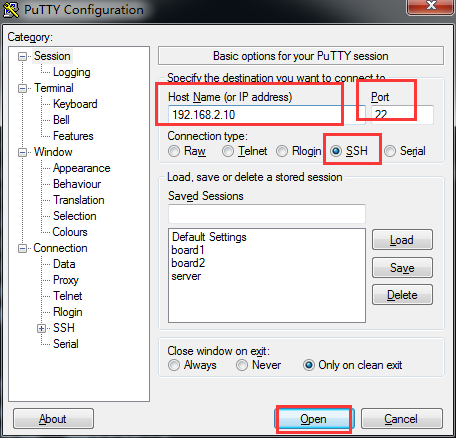 PuTTY Configuration
Category:
Session
Logging
Terminal
Keyboard
Bell
Features
Window
Appearance
Behaviour
Translation
Selection
Colours
Connection
Data
Proxy
Telnet
Rlogin
SSH
Serial
Basic options for your PuTTY session
Specify the destination you want to connect to
Host Name (or IP address) Port
192.168.2.10 22
Connection type:
Raw Telnet Rlogin SSH Serial
Load, save or delete a stored session
Saved Sessions
Default Settings
board1
board2
server
Load
Save
Delete
Close window on exit:
Always Never Only on clean exit
About Open Cancel